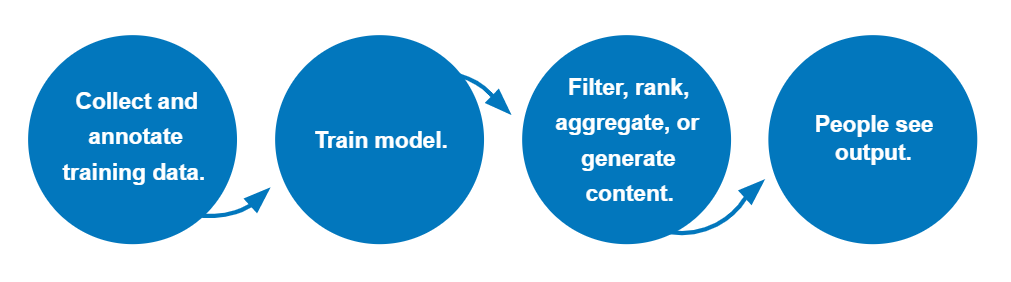 Collect and
annotate
training data.
Train model.
Filter, rank,
aggregate, or
generate
content.
People see
output.